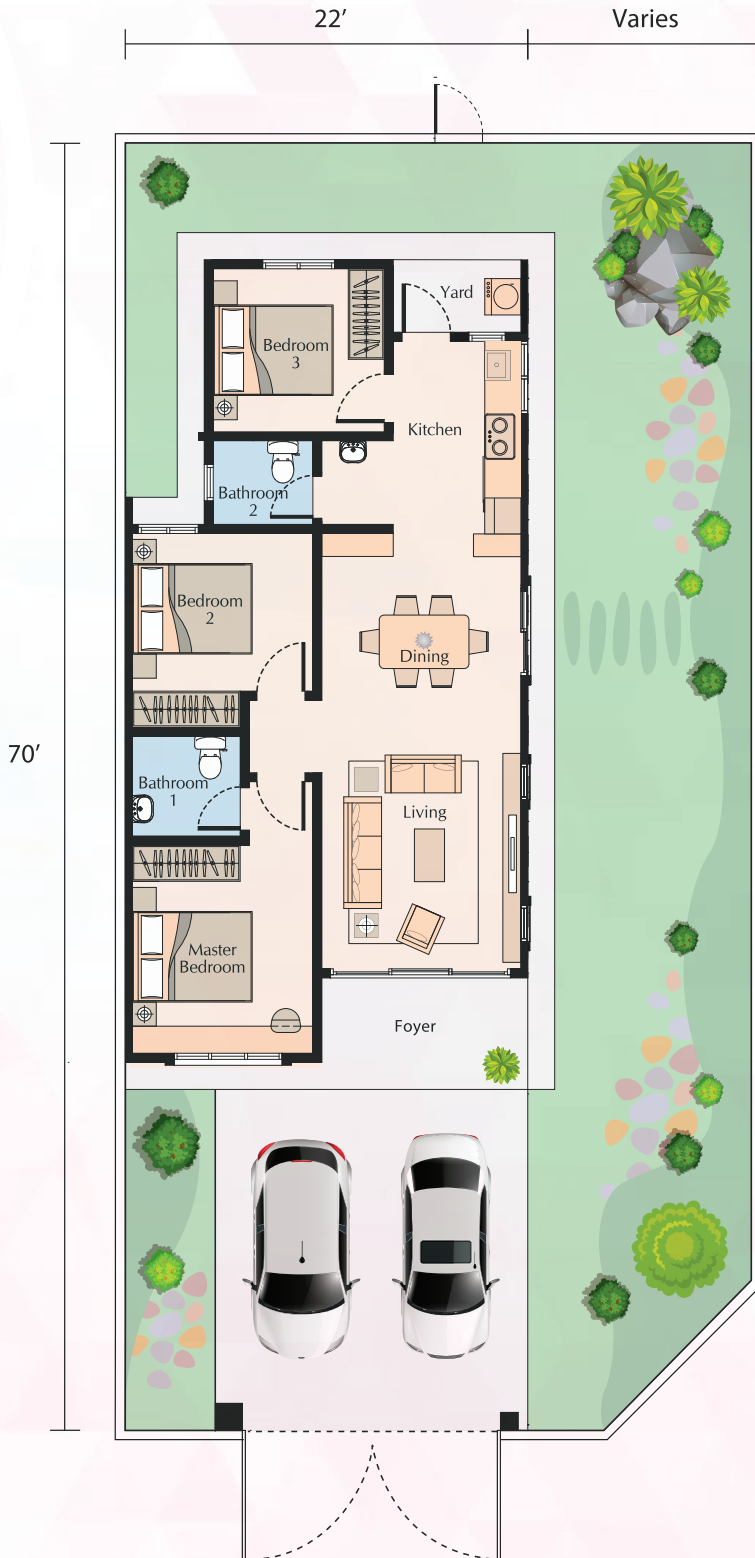 22’
Varies
Yard
Bedroom
3
Kitchen
Bathroom
2
Bedroom
2
Dining
70’
Bathroom
1
Living
Master
Bedroom
Foyer